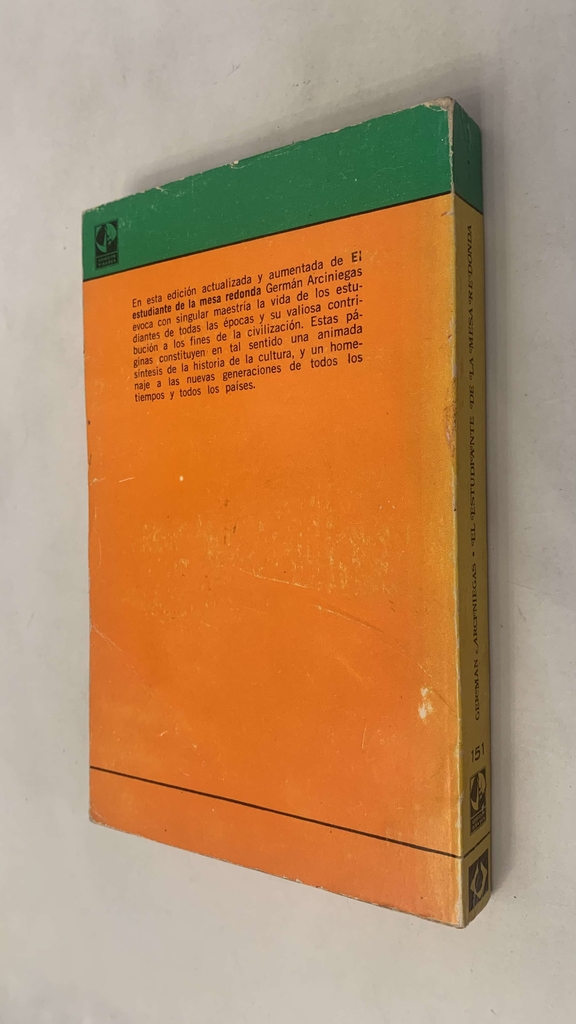 En esta edición actualizada y aumentada de El
estudiante de la mesa redonda Germán Arciniegas
evoca con singular maestría la vida de los estu-
diantes de todas las épocas y su valiosa contri-
bución a los fines de la civilización. Estas pá-
ginas constituyen en tal sentido una animada
síntesis de la historia de la cultura, y un home-
naje a las nuevas generaciones de todos los
tiempos y todos los países.
GERMAN ARCINIEGAS • EL ESTUDIANTE DE LA MESA REDONDA
151